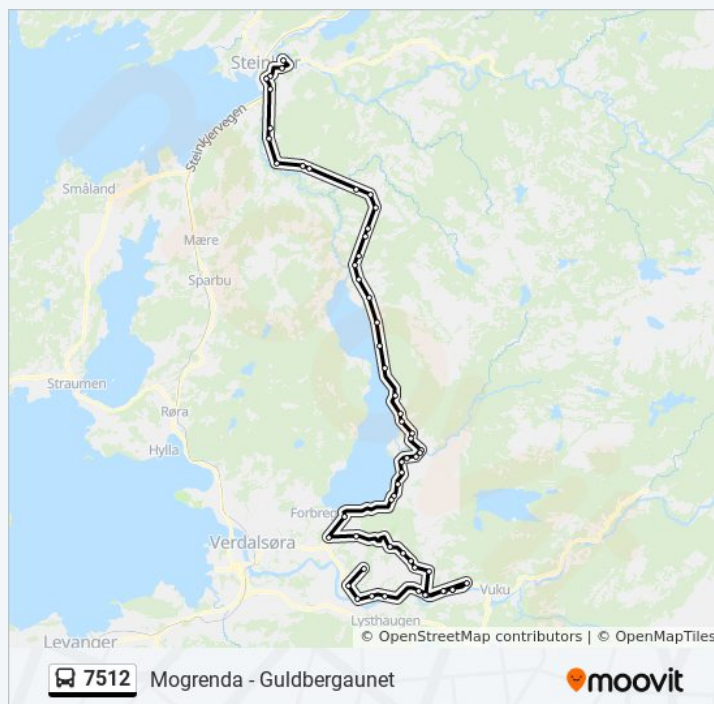 Steinkjer
Steinkjervegen
Småland
Mære
Sparbu
Straumen
Røra
Hylla
Forbregd
Verdalsøra
Vuku
Lysthaugen
Levanger
© OpenStreetMap contributors | © OpenMapTiles
7512 Mogrenda - Guldbergaunet
moovit